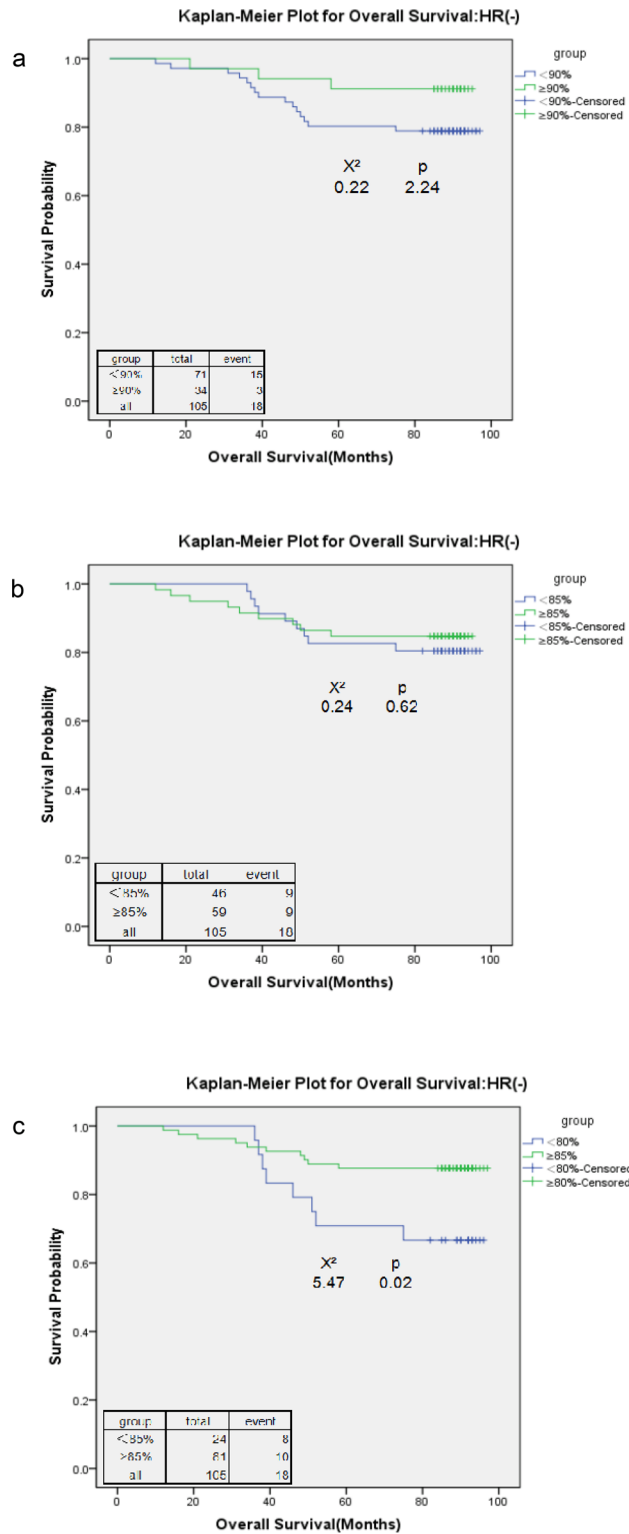 Kaplan-Meier Plot for Overall Survival:HR(-)
a
group
<90%
≥90%
<90%-Censored
≥90%-Censored
1.0
0.8
0.6
0.4
0.2
0.0
Survival Probability
X² p
0.22 2.24
group total event
<90% 71 15
≥90% 34 3
all 105 18
0 20 40 60 80 100
Overall Survival(Months)
Kaplan-Meier Plot for Overall Survival:HR(-)
b
group
<85%
≥85%
<85%-Censored
≥85%-Censored
1.0
0.8
0.6
0.4
0.2
0.0
Survival Probability
X² p
0.24 0.62
group total event
<85% 46 9
≥85% 59 9
all 105 18
0 20 40 60 80 100
Overall Survival(Months)
Kaplan-Meier Plot for Overall Survival:HR(-)
c
group
<80%
≥85%
<80%-Censored
≥80%-Censored
1.0
0.8
0.6
0.4
0.2
0.0
Survival Probability
X² p
5.47 0.02
group total event
<85% 24 8
≥85% 81 10
all 105 18
0 20 40 60 80 100
Overall Survival(Months)